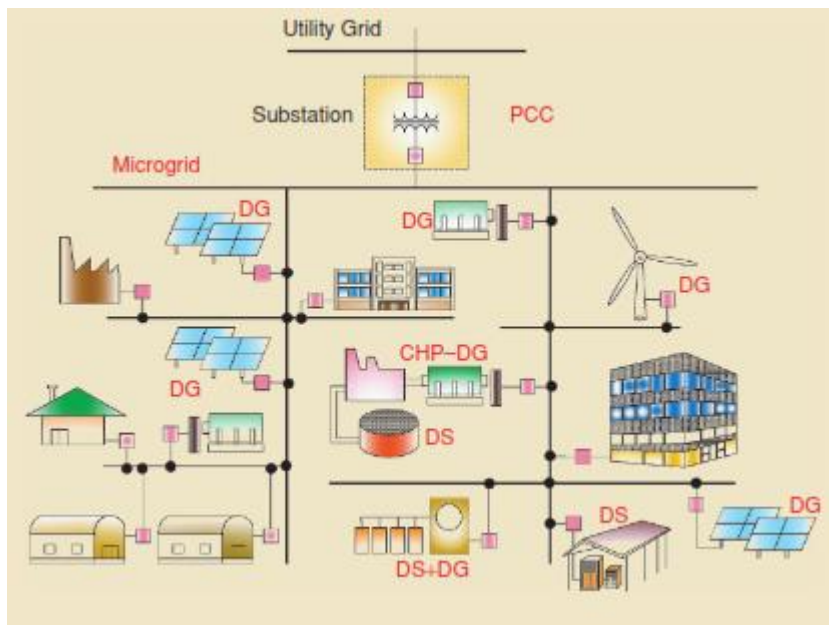 Utility Grid
Substation
PCC
Microgrid
DG
DG
DG
CHP–DG
DG
DS
DG
DS
DS+DG